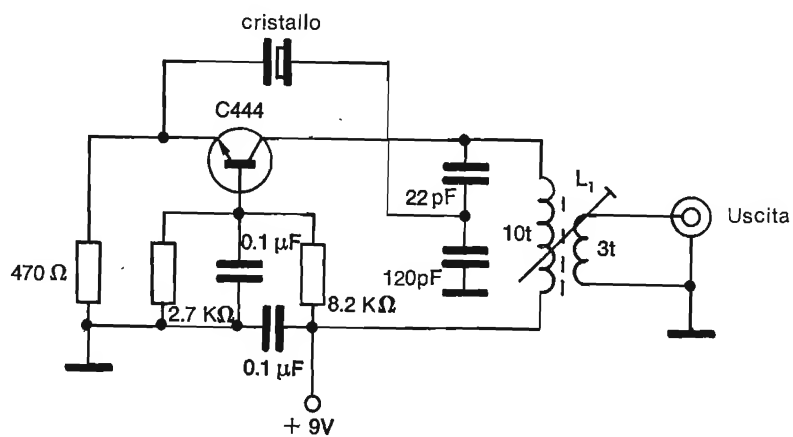 cristallo
C444
L1
22 pF
10t
3t
Uscita
0.1 µF
470 Ω
120pF
2.7 KΩ
8.2 KΩ
0.1 µF
+ 9V